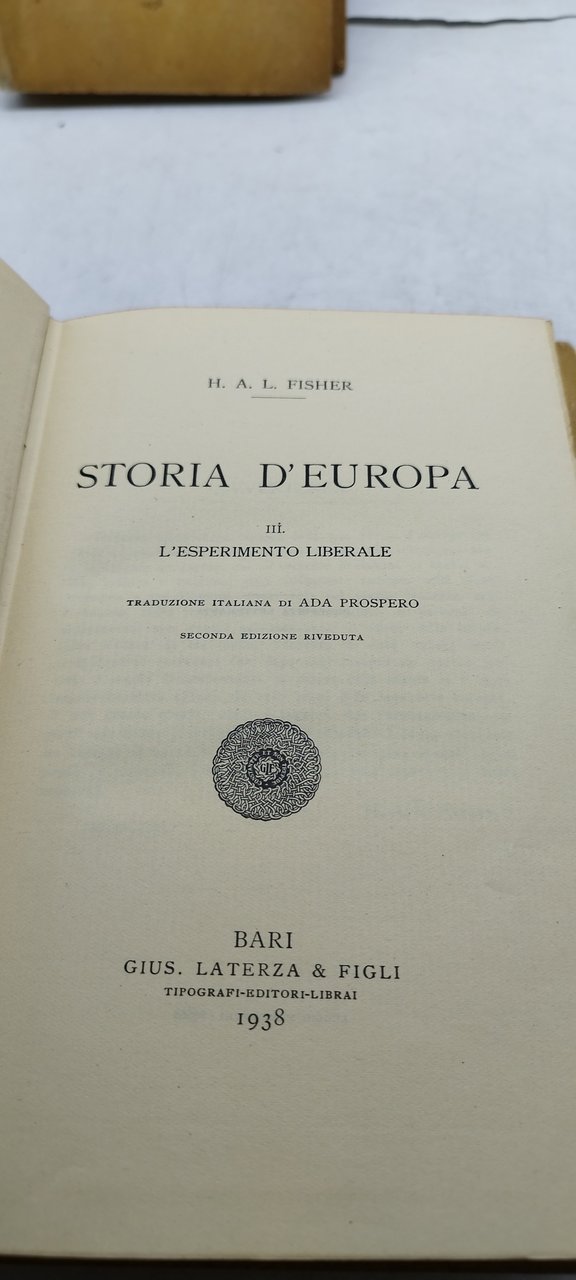 H. A. L. FISHER
STORIA D'EUROPA
III.
L'ESPERIMENTO LIBERALE
TRADUZIONE ITALIANA DI ADA PROSPERO
SECONDA EDIZIONE RIVEDUTA
BARI
GIUS. LATERZA & FIGLI
TIPOGRAFI-EDITORI-LIBRAI
1938